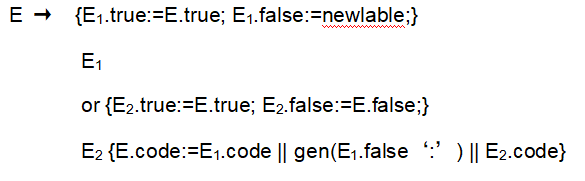 E → {E₁.true:=E.true; E₁.false:=newlable;}
E₁
or {E₂.true:=E.true; E₂.false:=E.false;}
E₂ {E.code:=E₁.code || gen(E₁.false ‘:’ ) || E₂.code}